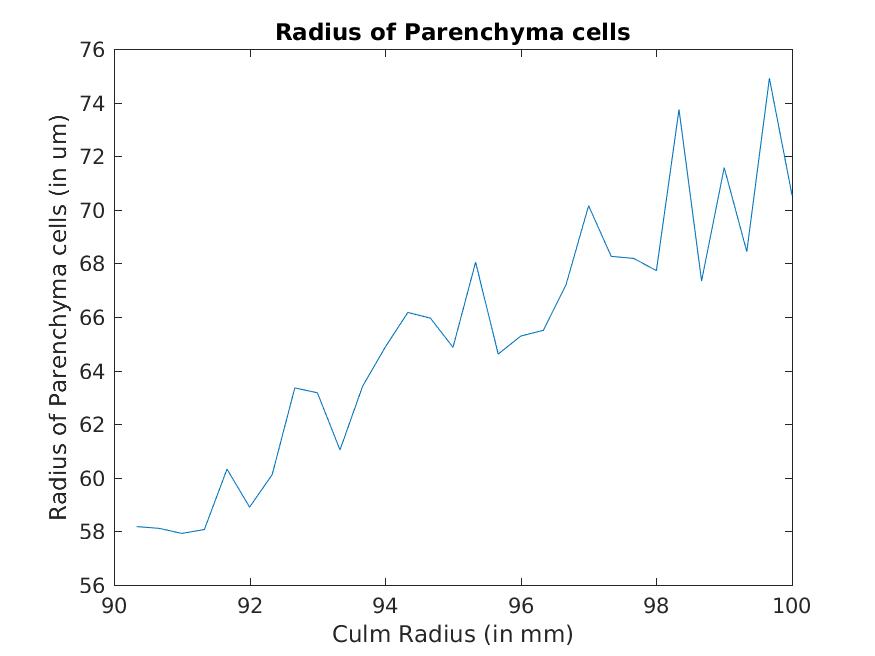 Radius of Parenchyma cells
76
74
72
70
68
66
64
62
60
58
56
Radius of Parenchyma cells (in um)
90 92 94 96 98 100
Culm Radius (in mm)